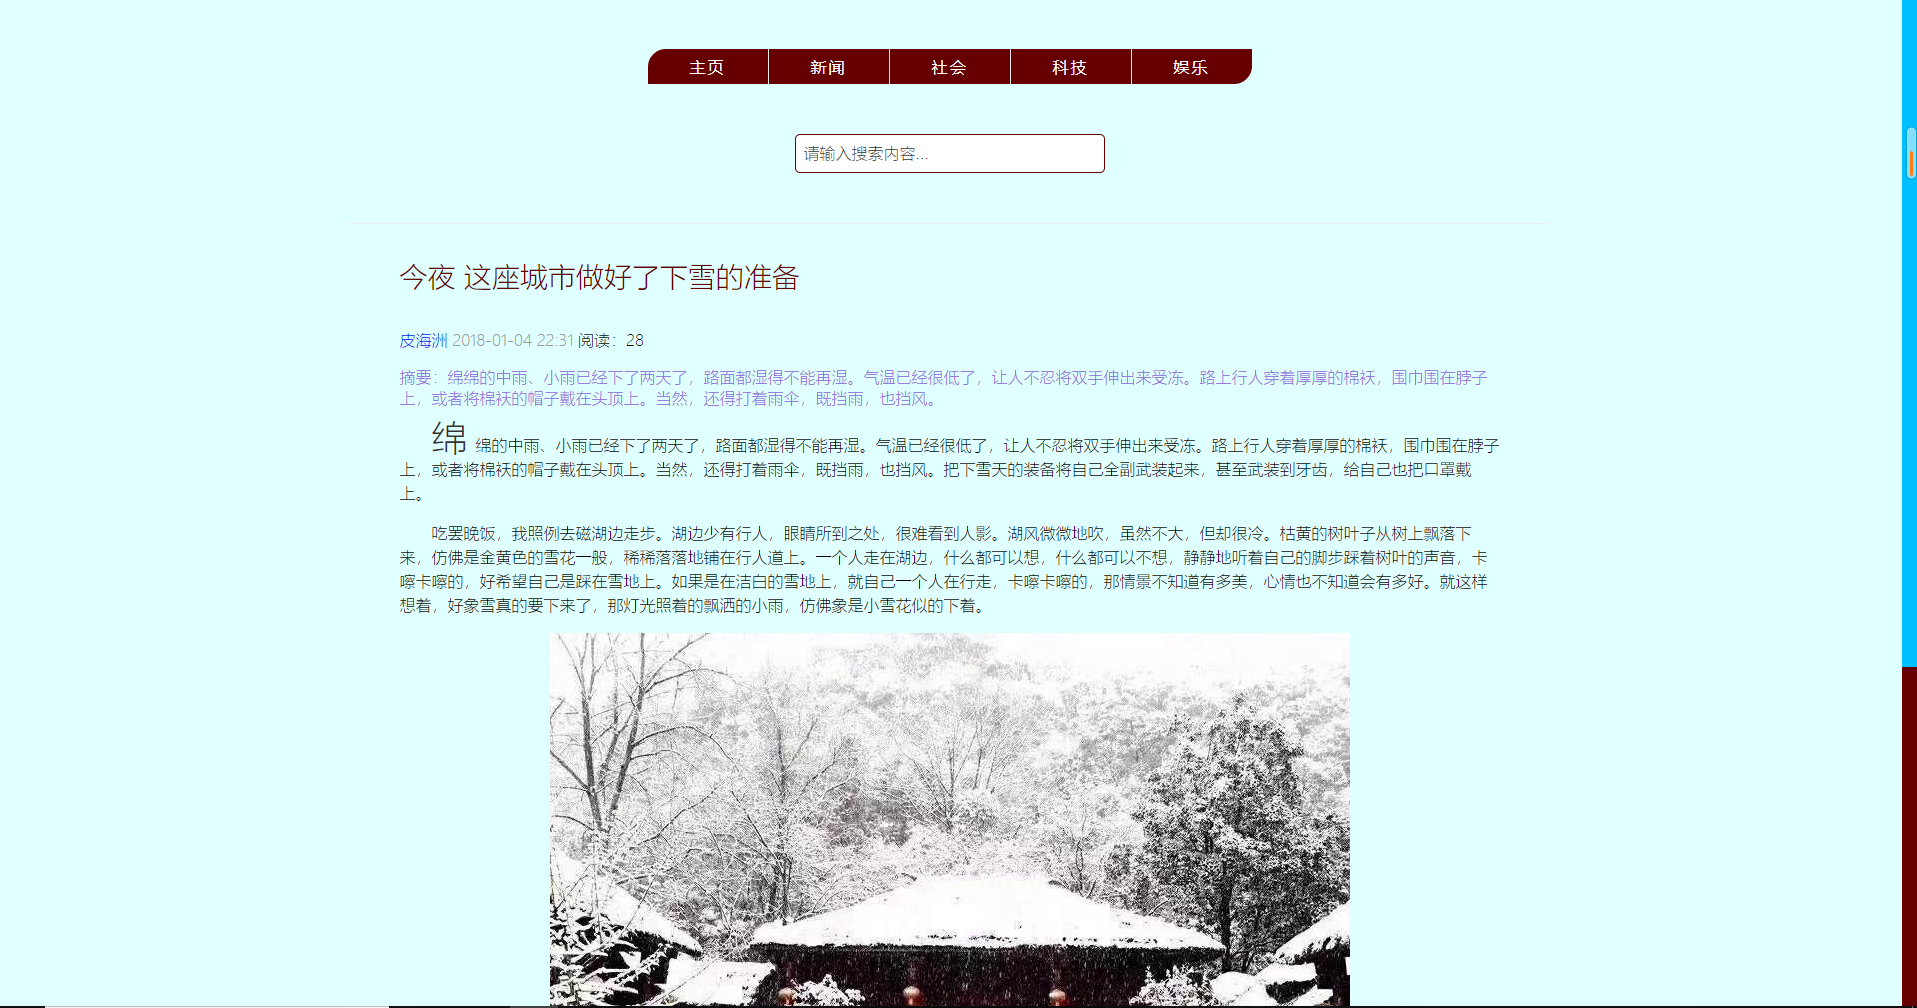 主页 新闻 社会 科技 娱乐
请输入搜索内容...
今夜 这座城市做好了下雪的准备
皮海洲 2018-01-04 22:31 阅读：28
摘要：绵绵的中雨、小雨已经下了两天了，路面都湿得不能再湿。气温已经很低了，让人不忍将双手伸出来受冻。路上行人穿着厚厚的棉袄，围巾围在脖子
上，或者将棉袄的帽子戴在头顶上。当然，还得打着雨伞，既挡雨，也挡风。
绵 绵的中雨、小雨已经下了两天了，路面都湿得不能再湿。气温已经很低了，让人不忍将双手伸出来受冻。路上行人穿着厚厚的棉袄，围巾围在脖子
上，或者将棉袄的帽子戴在头顶上。当然，还得打着雨伞，既挡雨，也挡风。把下雪天的装备将自己全副武装起来，甚至武装到牙齿，给自己也把口罩戴
上。
吃罢晚饭，我照例去磁湖边走步。湖边少有行人，眼睛所到之处，很难看到人影。湖风微微地吹，虽然不大，但却很冷。枯黄的树叶子从树上飘落下
来，仿佛是金黄色的雪花一般，稀稀落落地铺在行人道上。一个人走在湖边，什么都可以想，什么都可以不想，静静地听着自己的脚步踩着树叶的声音，卡
嚓卡嚓的，好希望自己是踩在雪地上。如果是在洁白的雪地上，就自己一个人在行走，卡嚓卡嚓的，那情景不知道有多美，心情也不知道会有多好。就这样
想着，好象雪真的要下来了，那灯光照着的飘洒的小雨，仿佛象是小雪花似的下着。